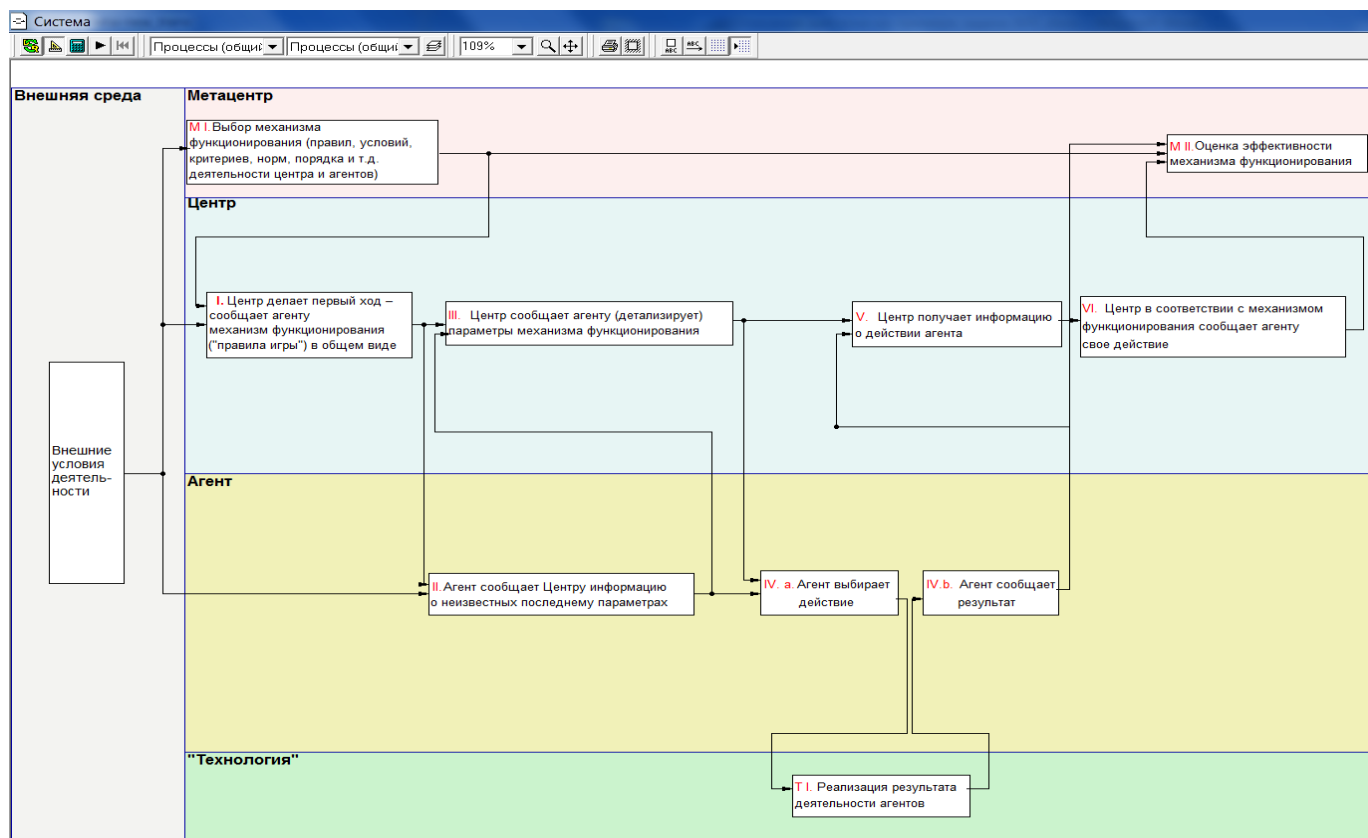 Система
Процессы (общи
Процессы (общи
109%
ABC
ABC
Внешняя среда
Метацентр
M I. Выбор механизма
функционирования (правил, условий,
критериев, норм, порядка и т.д.
деятельности центра и агентов)
M II. Оценка эффективности
механизма функционирования
Центр
I. Центр делает первый ход –
сообщает агенту
механизм функционирования
("правила игры") в общем виде
III. Центр сообщает агенту (детализирует)
параметры механизма функционирования
V. Центр получает информацию
о действии агента
VI. Центр в соответствии с механизмом
функционирования сообщает агенту
свое действие
Внешние
условия
деятель-
ности
Агент
II. Агент сообщает Центру информацию
о неизвестных последнему параметрах
IV. a. Агент выбирает
действие
IV.b. Агент сообщает
результат
"Технология"
T I. Реализация результата
деятельности агентов